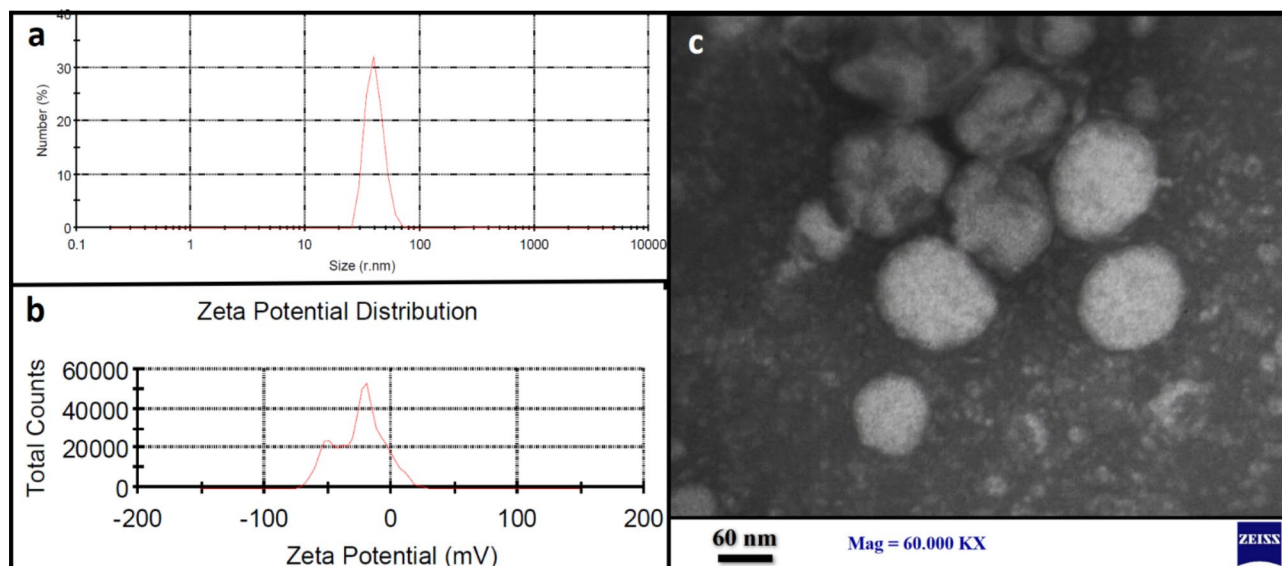 a
40
30
20
10
0
Number (%)
0.1 1 10 100 1000 10000
Size (r.nm)
b
Zeta Potential Distribution
60000
40000
20000
0
Total Counts
-200 -100 0 100 200
Zeta Potential (mV)
c
60 nm
Mag = 60.000 KX
ZEISS